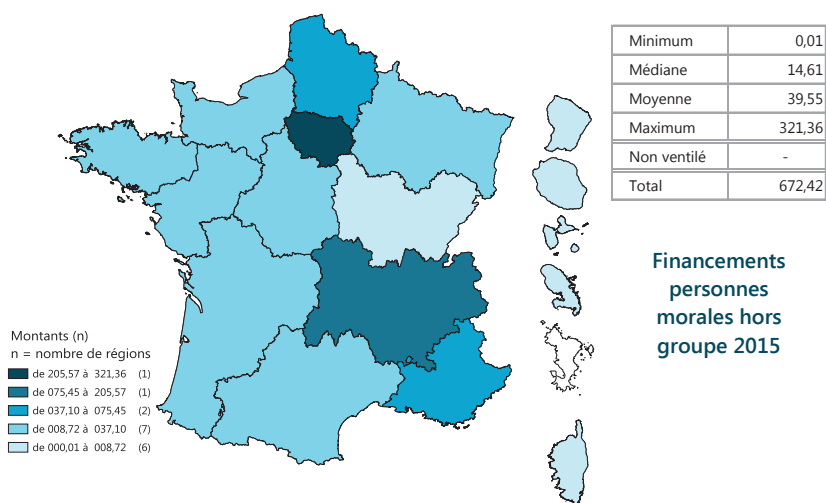 Minimum 0,01
Médiane 14,61
Moyenne 39,55
Maximum 321,36
Non ventilé -
Total 672,42
Financements
personnes
morales hors
groupe 2015
Montants (n)
n = nombre de régions
de 205,57 à 321,36 (1)
de 075,45 à 205,57 (1)
de 037,10 à 075,45 (2)
de 008,72 à 037,10 (7)
de 000,01 à 008,72 (6)